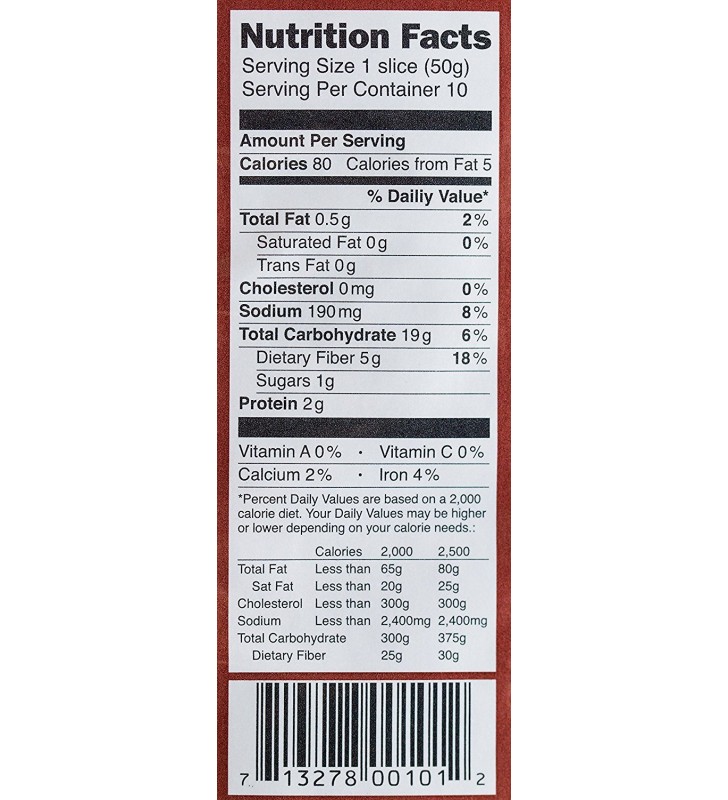 Nutrition Facts
Serving Size 1 slice (50g)
Serving Per Container 10
Amount Per Serving
Calories 80 Calories from Fat 5
% Dailiy Value*
Total Fat 0.5g 2%
Saturated Fat 0g 0%
Trans Fat 0g
Cholesterol 0mg 0%
Sodium 190mg 8%
Total Carbohydrate 19g 6%
Dietary Fiber 5g 18%
Sugars 1g
Protein 2g
Vitamin A 0% · Vitamin C 0%
Calcium 2% · Iron 4%
*Percent Daily Values are based on a 2,000
calorie diet. Your Daily Values may be higher
or lower depending on your calorie needs.:
Calories 2,000 2,500
Total Fat Less than 65g 80g
Sat Fat Less than 20g 25g
Cholesterol Less than 300g 300g
Sodium Less than 2,400mg 2,400mg
Total Carbohydrate 300g 375g
Dietary Fiber 25g 30g
7 13278 00101 2